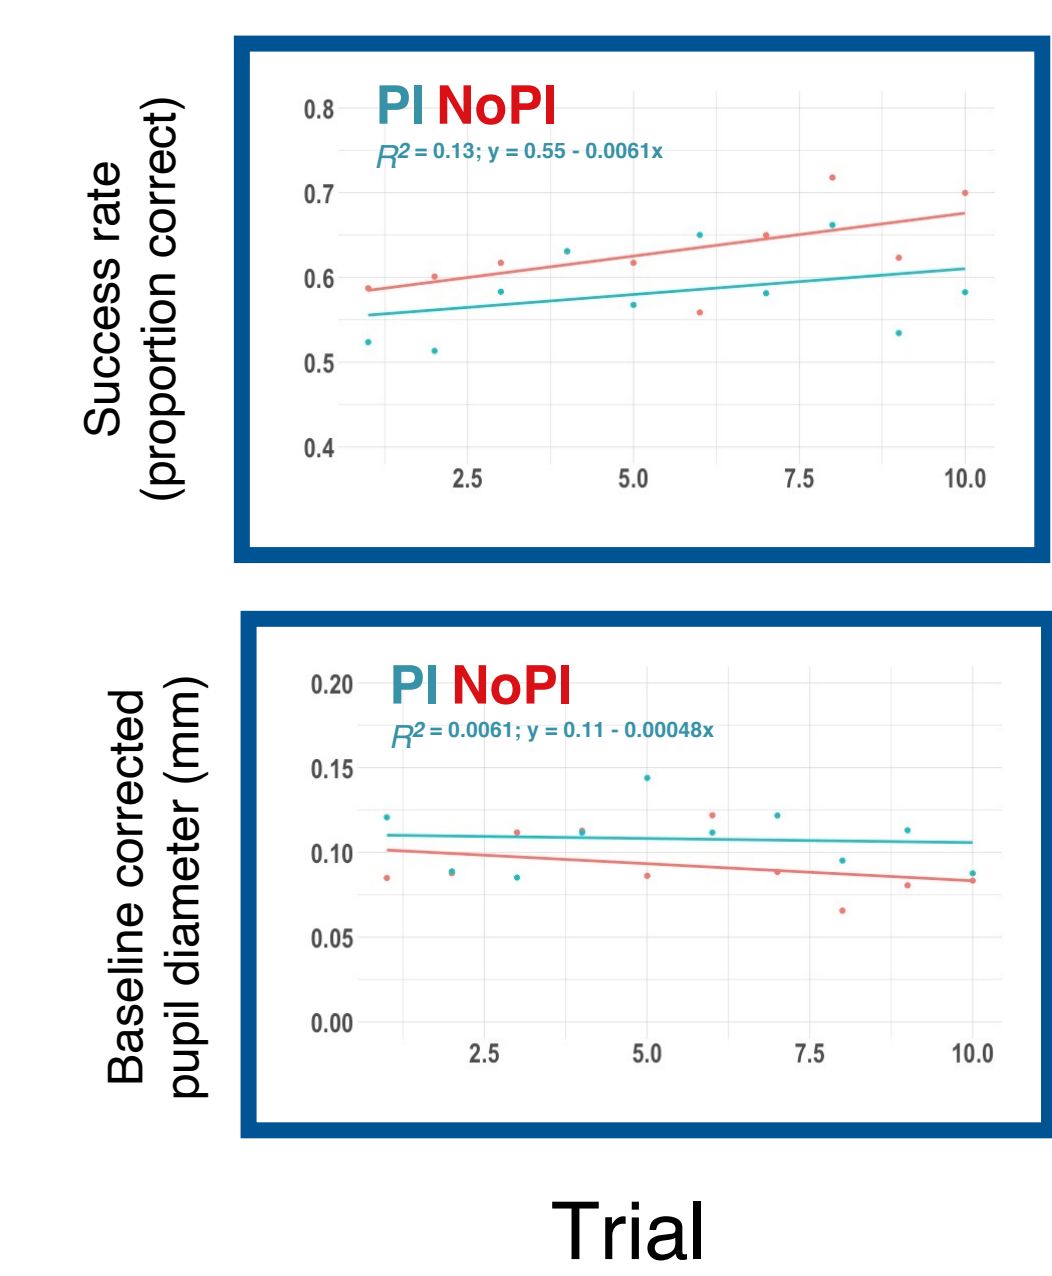 Success rate
(proportion correct)
PI NoPI
R² = 0.13; y = 0.55 - 0.0061x
0.8
0.7
0.6
0.5
0.4
2.5 5.0 7.5 10.0
Baseline corrected
pupil diameter (mm)
PI NoPI
R² = 0.0061; y = 0.11 - 0.00048x
0.20
0.15
0.10
0.05
0.00
2.5 5.0 7.5 10.0
Trial